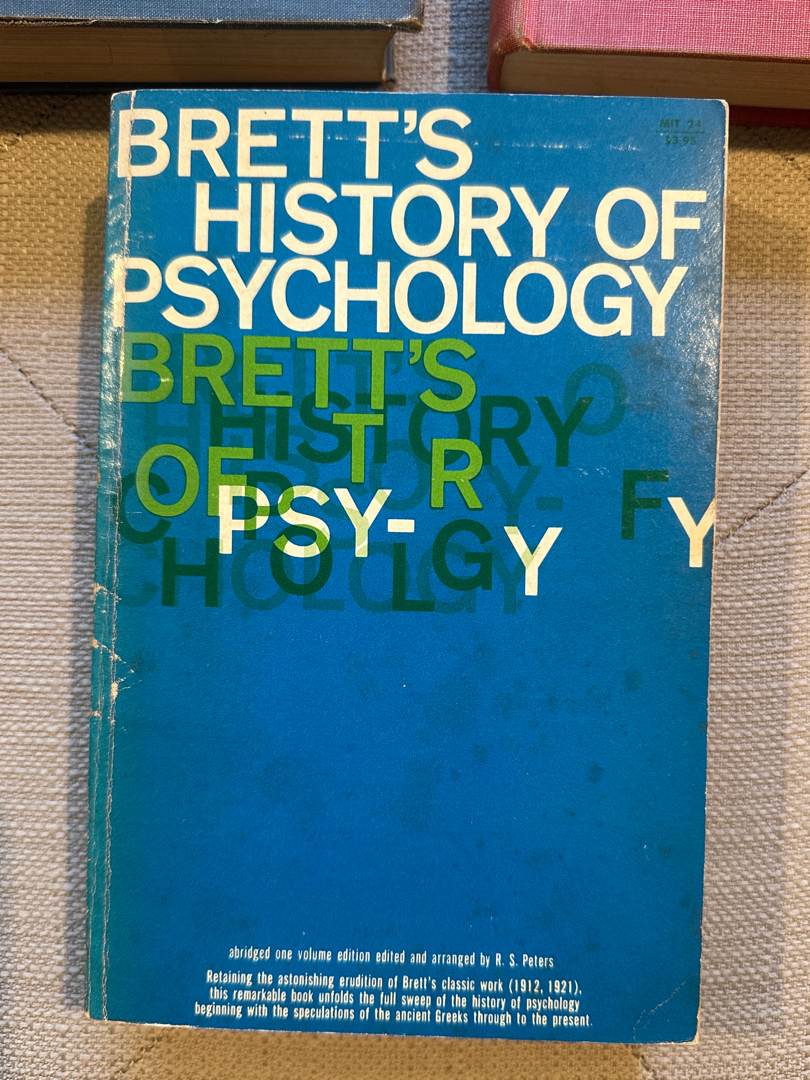 MIT 24
$3.95
BRETT'S
HISTORY OF
PSYCHOLOGY
BRETT'S
HISTORY
OF T R
PSY- F Y
H O L G Y
abridged one volume edition edited and arranged by R. S. Peters
Retaining the astonishing erudition of Brett's classic work (1912, 1921),
this remarkable book unfolds the full sweep of the history of psychology
beginning with the speculations of the ancient Greeks through to the present.